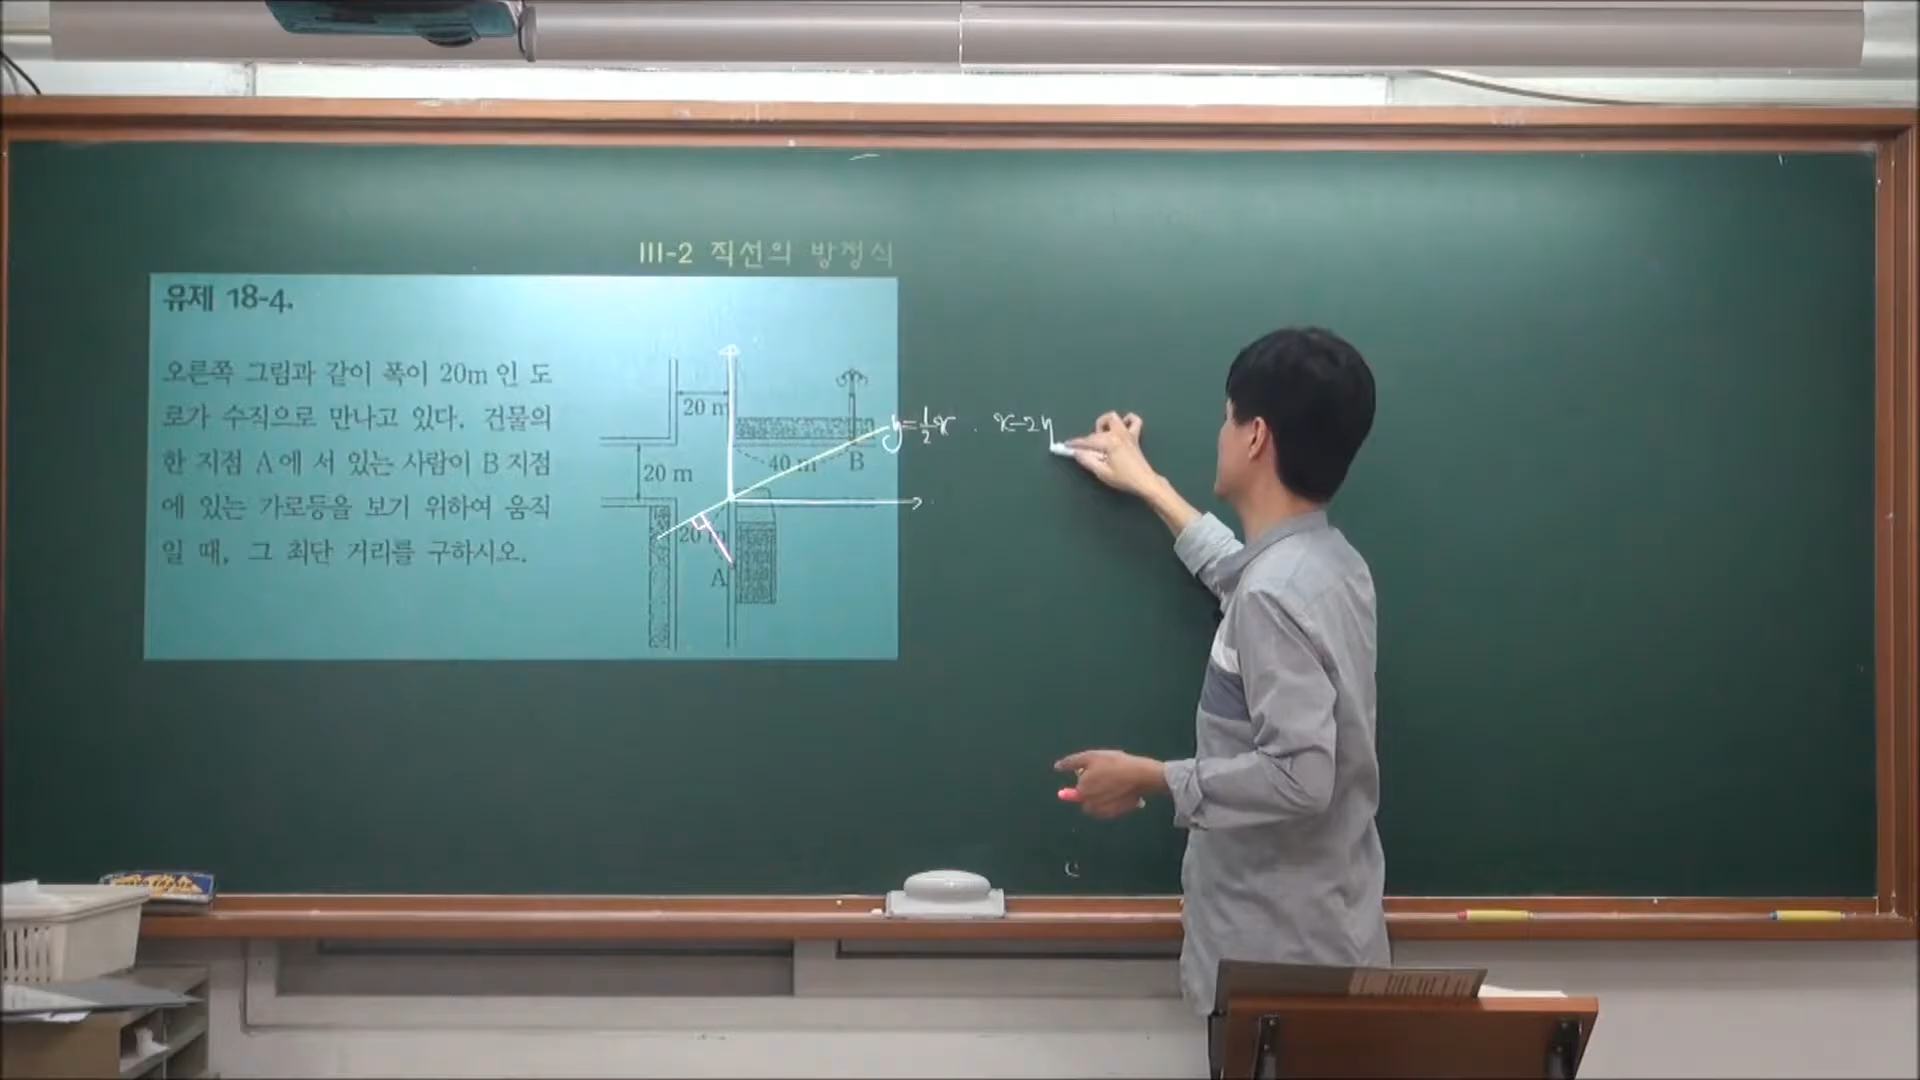 III-2 직선의 방정식
유제 18-4.
오른쪽 그림과 같이 폭이 20m 인 도
로가 수직으로 만나고 있다. 건물의
한 지점 A에 서 있는 사람이 B 지점
에 있는 가로등을 보기 위하여 움직
일 때, 그 최단 거리를 구하시오.
20 m
40 m B
20 m
20 m
A
y=1/2x . x-2y